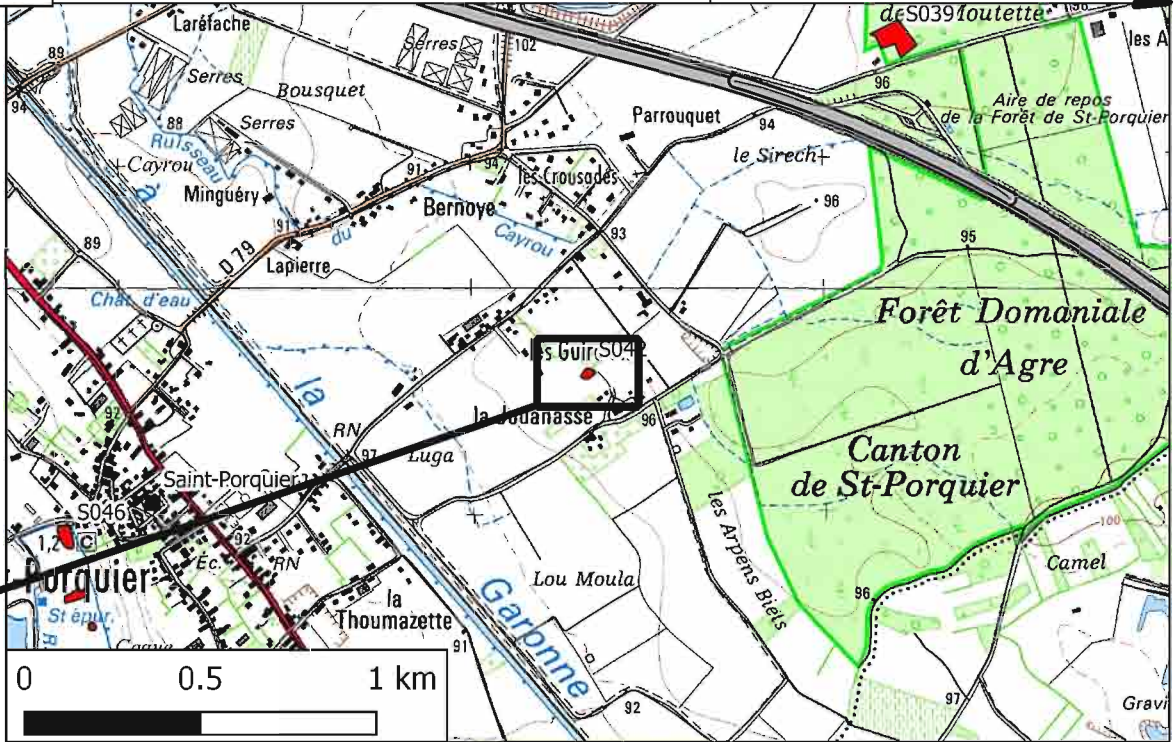 Laréfache
89
94
Serres
Serres
102
Bousquet
88
Serres
Ruisseau
Cayrou
Minguéry
91
94
les Crousadés
Bernoye
Cayrou
du
91
Lapierre
D 79
89
Chât. d'eau
à
la
Garonne
Parrouquet
94
le Sirech
96
93
de S039 Toutette
98
les A
96
Aire de repos
de la Forêt de St-Porquier
95
Forêt Domaniale
d'Agre
Canton
de St-Porquier
S042
la Jouanasse
96
RN
97
Luga
92
Saint-Porquier
S046
1,2
C
92
Éc.
RN
Porquier
St épur.
R
la
Thoumazette
91
Lou Moula
les Arpens Biels
92
96
100
Camel
97
Gravi
0 0.5 1 km